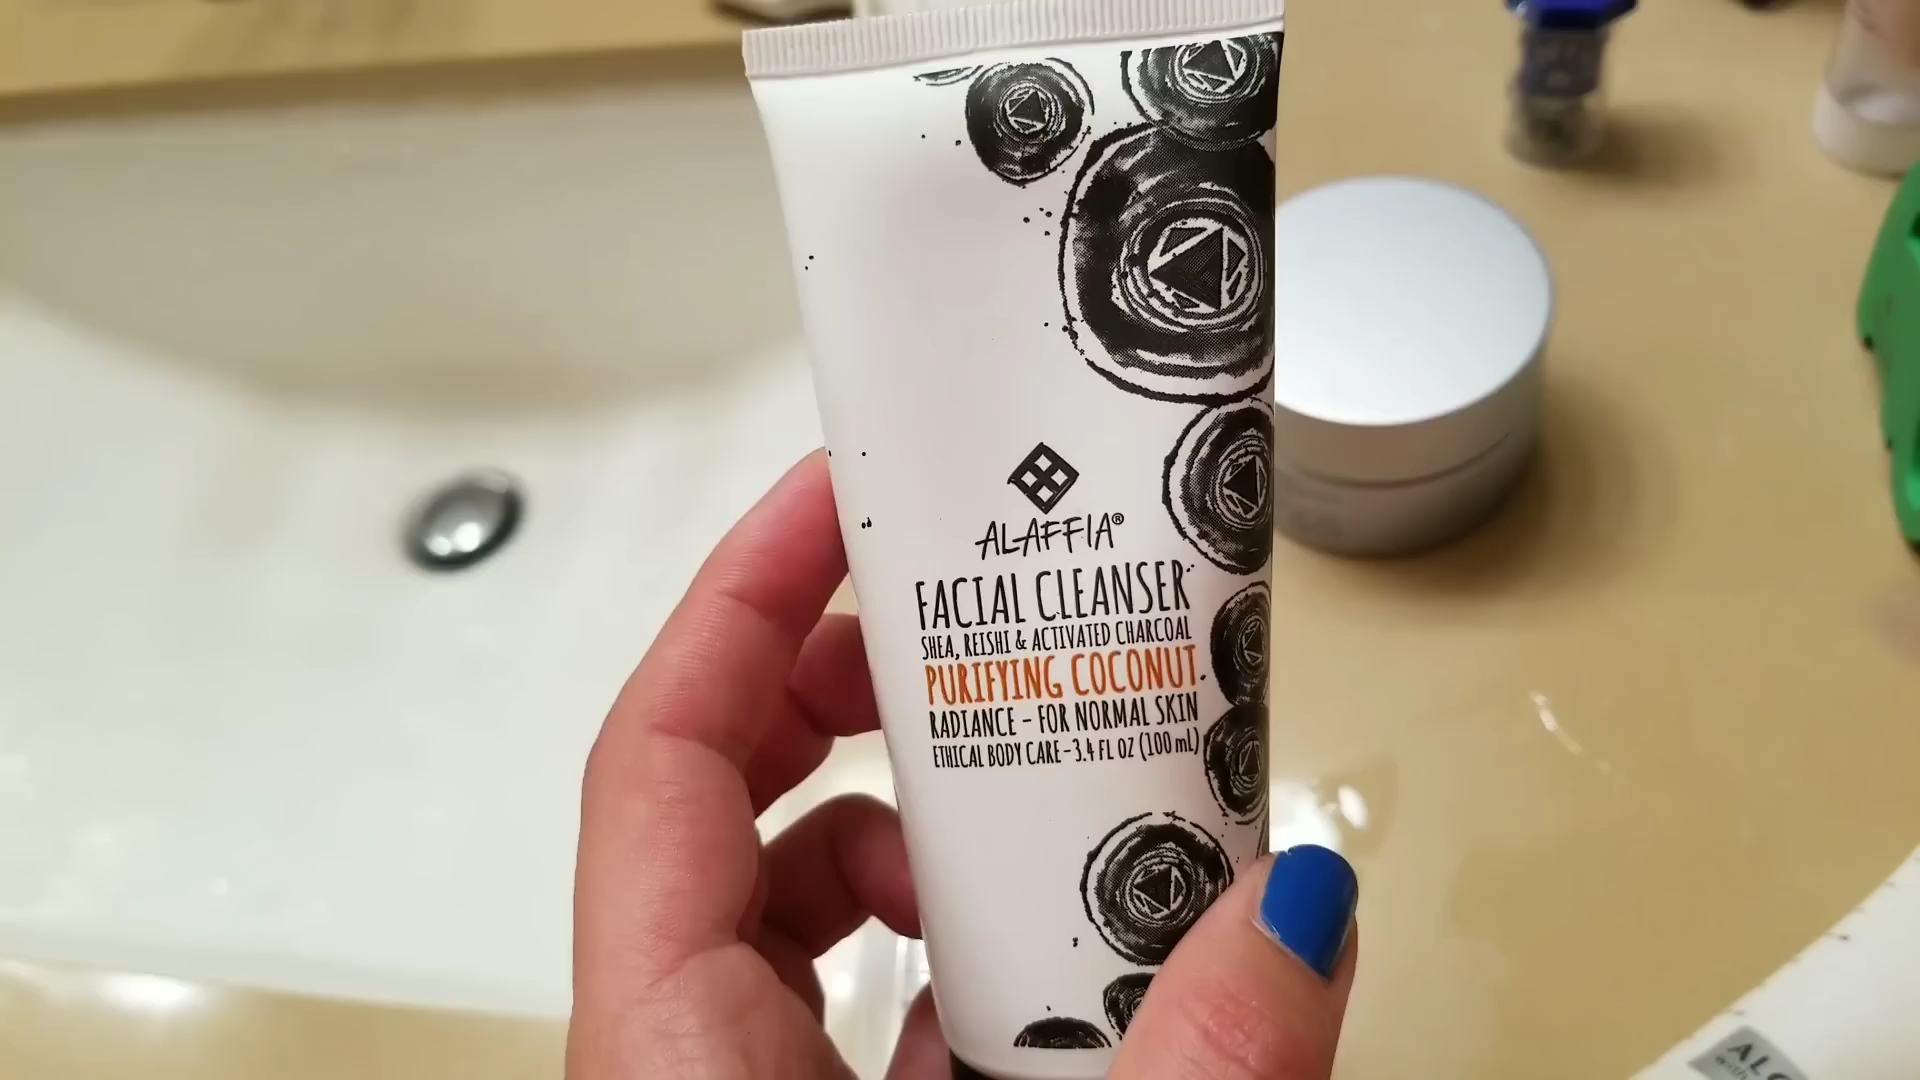 ALAFFIA®
FACIAL CLEANSER
SHEA, REISHI & ACTIVATED CHARCOAL
PURIFYING COCONUT
RADIANCE - FOR NORMAL SKIN
ETHICAL BODY CARE - 3.4 FL OZ (100 mL)